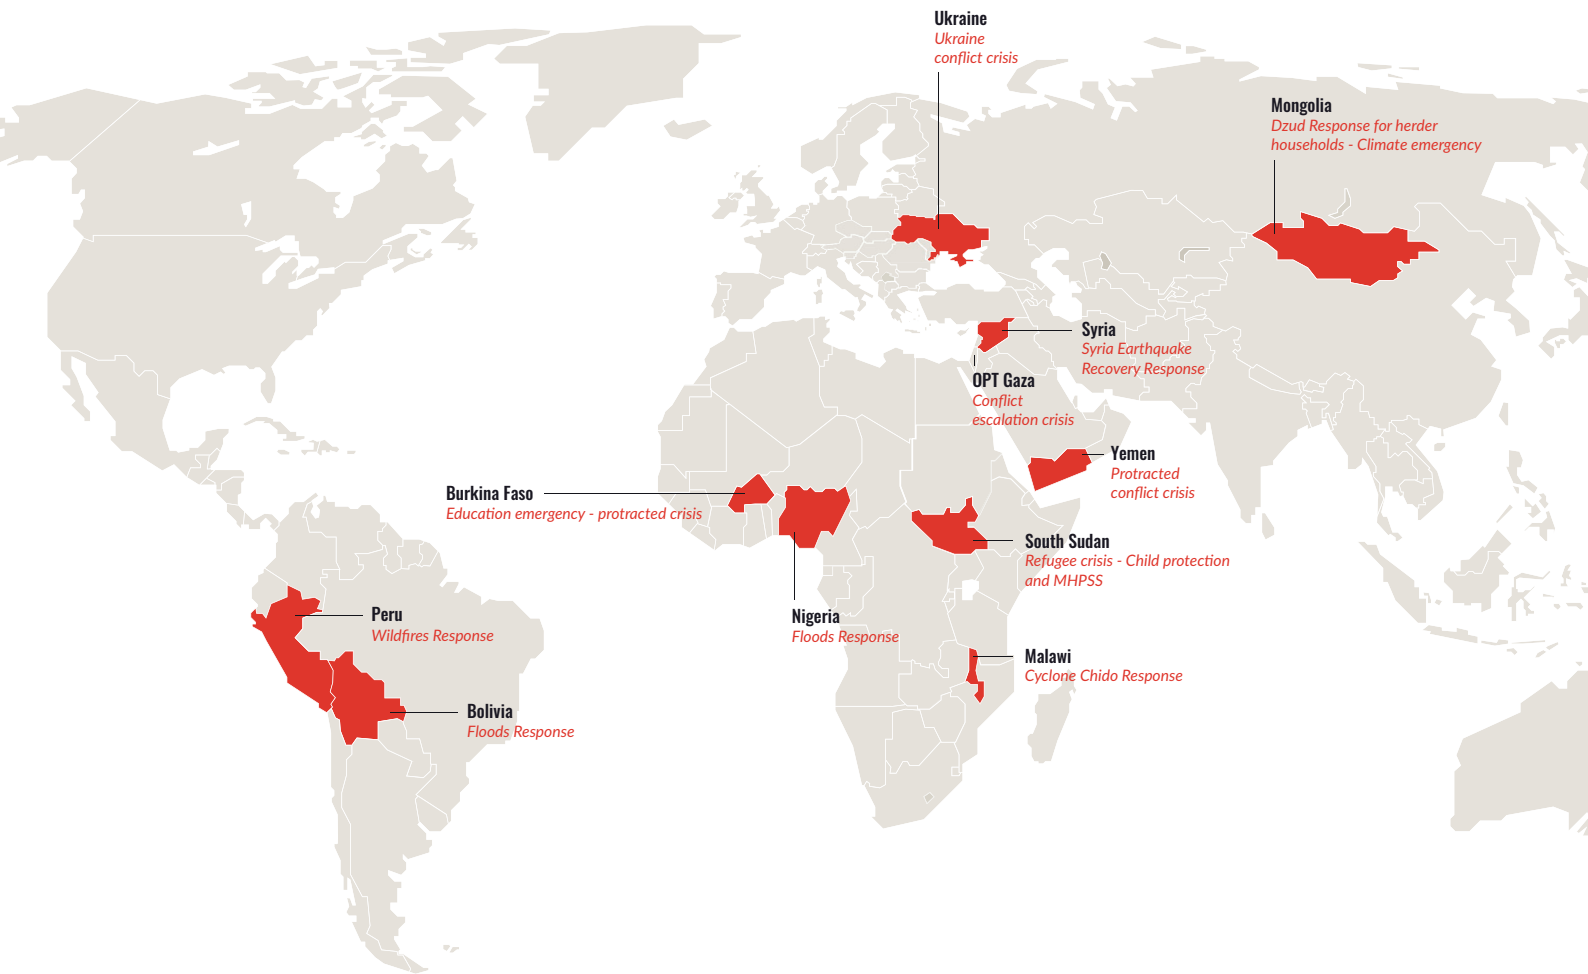 Ukraine
Ukraine
conflict crisis
Mongolia
Dzud Response for herder
households - Climate emergency
Syria
Syria Earthquake
Recovery Response
OPT Gaza
Conflict
escalation crisis
Yemen
Protracted
conflict crisis
Burkina Faso
Education emergency - protracted crisis
South Sudan
Refugee crisis - Child protection
and MHPSS
Nigeria
Floods Response
Peru
Wildfires Response
Malawi
Cyclone Chido Response
Bolivia
Floods Response